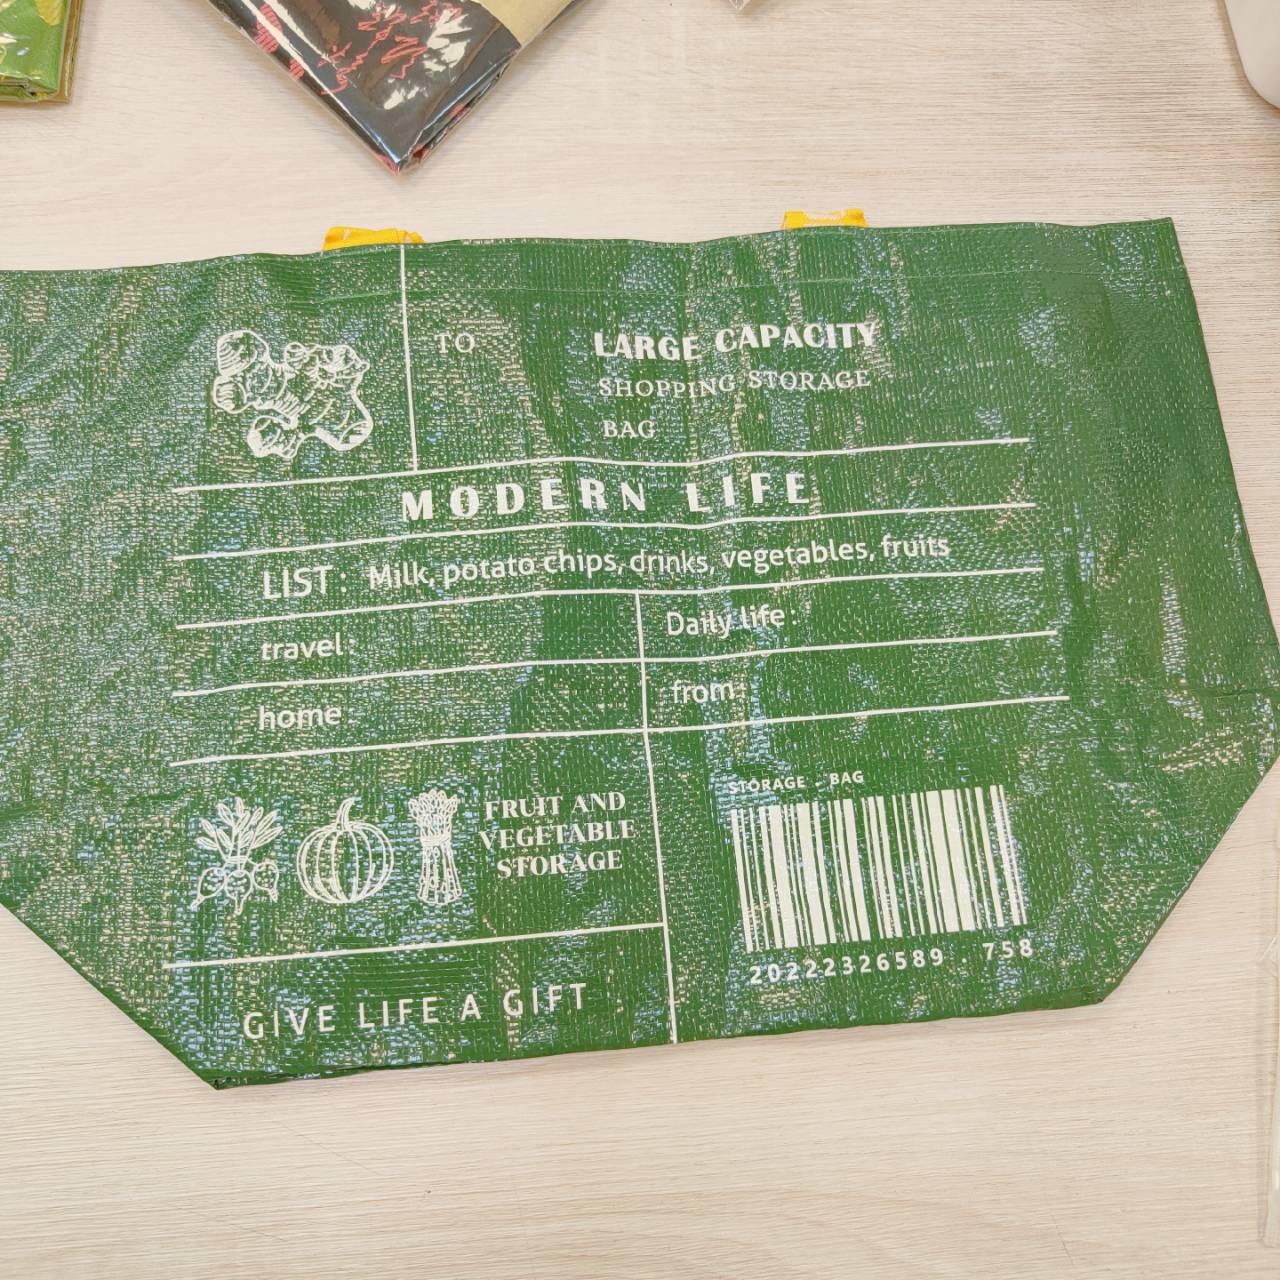 TO
LARGE CAPACITY
SHOPPING STORAGE
BAG
MODERN LIFE
LIST: Milk, potato chips, drinks, vegetables, fruits
travel:
Daily life:
home
from
FRUIT AND
VEGETABLE
STORAGE
STORAGE . BAG
20222326589 . 758
GIVE LIFE A GIFT